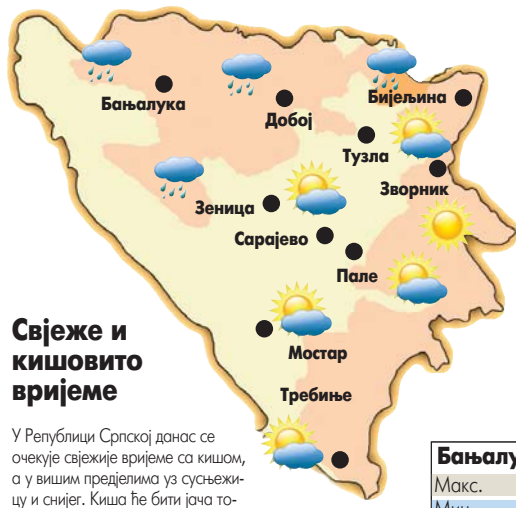 Бањалука
Добој
Бијељина
Тузла
Зворник
Зеница
Сарајево
Пале
Мостар
Требиње
Свјеже и
кишовито
вријеме
У Републици Српској данас се
очекује свјежије вријеме са кишом,
а у вишим предјелима уз сусњежи-
цу и снијег. Киша ће бити јача то-
Макс.